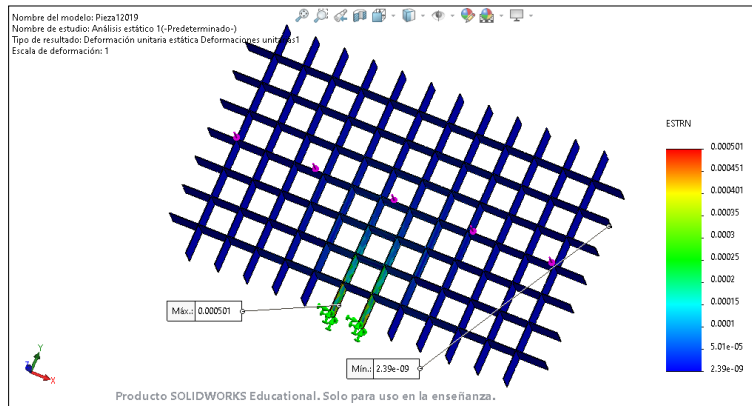 Nombre del modelo: Pieza12019
Nombre de estudio: Análisis estático 1(-Predeterminado-)
Tipo de resultado: Deformación unitaria estática Deformaciones unitarias1
Escala de deformación: 1
ESTRN
0.000501
0.000451
0.000401
0.00035
0.0003
0.00025
0.0002
0.00015
0.0001
5.01e-05
2.39e-09
Máx.: 0.000501
Mín.: 2.39e-09
Y
Z
X
Producto SOLIDWORKS Educational. Solo para uso en la enseñanza.